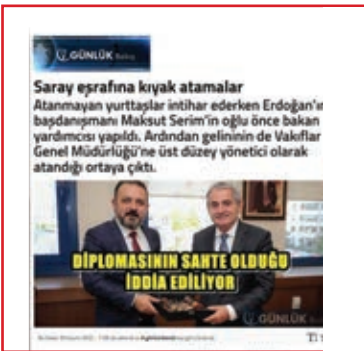 GÜNLÜK
Saray eşrafına kıyak atamalar
Atanmayan yurttaşlar intihar ederken Erdoğan'ın
başdanışmanı Maksut Serim'in oğlu önce bakan
yardımcısı yapıldı. Ardından gelininin de Vakıflar
Genel Müdürlüğü'ne üst düzey yönetici olarak
atandığı ortaya çıktı.
DİPLOMASININ SAHTE OLDUĞU
İDDİA EDİLİYOR
GÜNLÜK